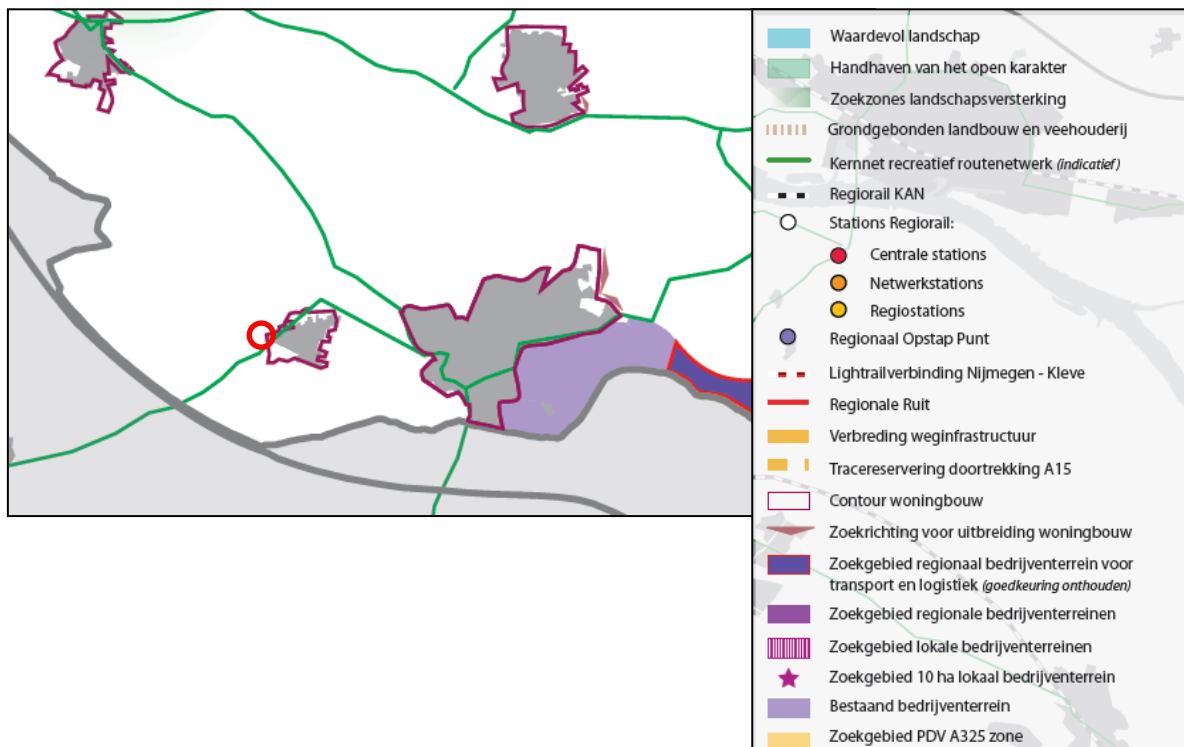 Waardevol landschap
Handhaven van het open karakter
Zoekzones landschapsversterking
Grondgebonden landbouw en veehouderij
Kernnet recreatief routenetwerk (indicatief)
Regiorail KAN
Stations Regiorail:
Centrale stations
Netwerkstations
Regiostations
Regionaal Opstap Punt
Lightrailverbinding Nijmegen - Kleve
Regionale Ruit
Verbreding weginfrastructuur
Tracereservering doortrekking A15
Contour woningbouw
Zoekrichting voor uitbreiding woningbouw
Zoekgebied regionaal bedrijventerrein voor
transport en logistiek (goedkeuring onthouden)
Zoekgebied regionale bedrijventerreinen
Zoekgebied lokale bedrijventerreinen
Zoekgebied 10 ha lokaal bedrijventerrein
Bestaand bedrijventerrein
Zoekgebied PDV A325 zone